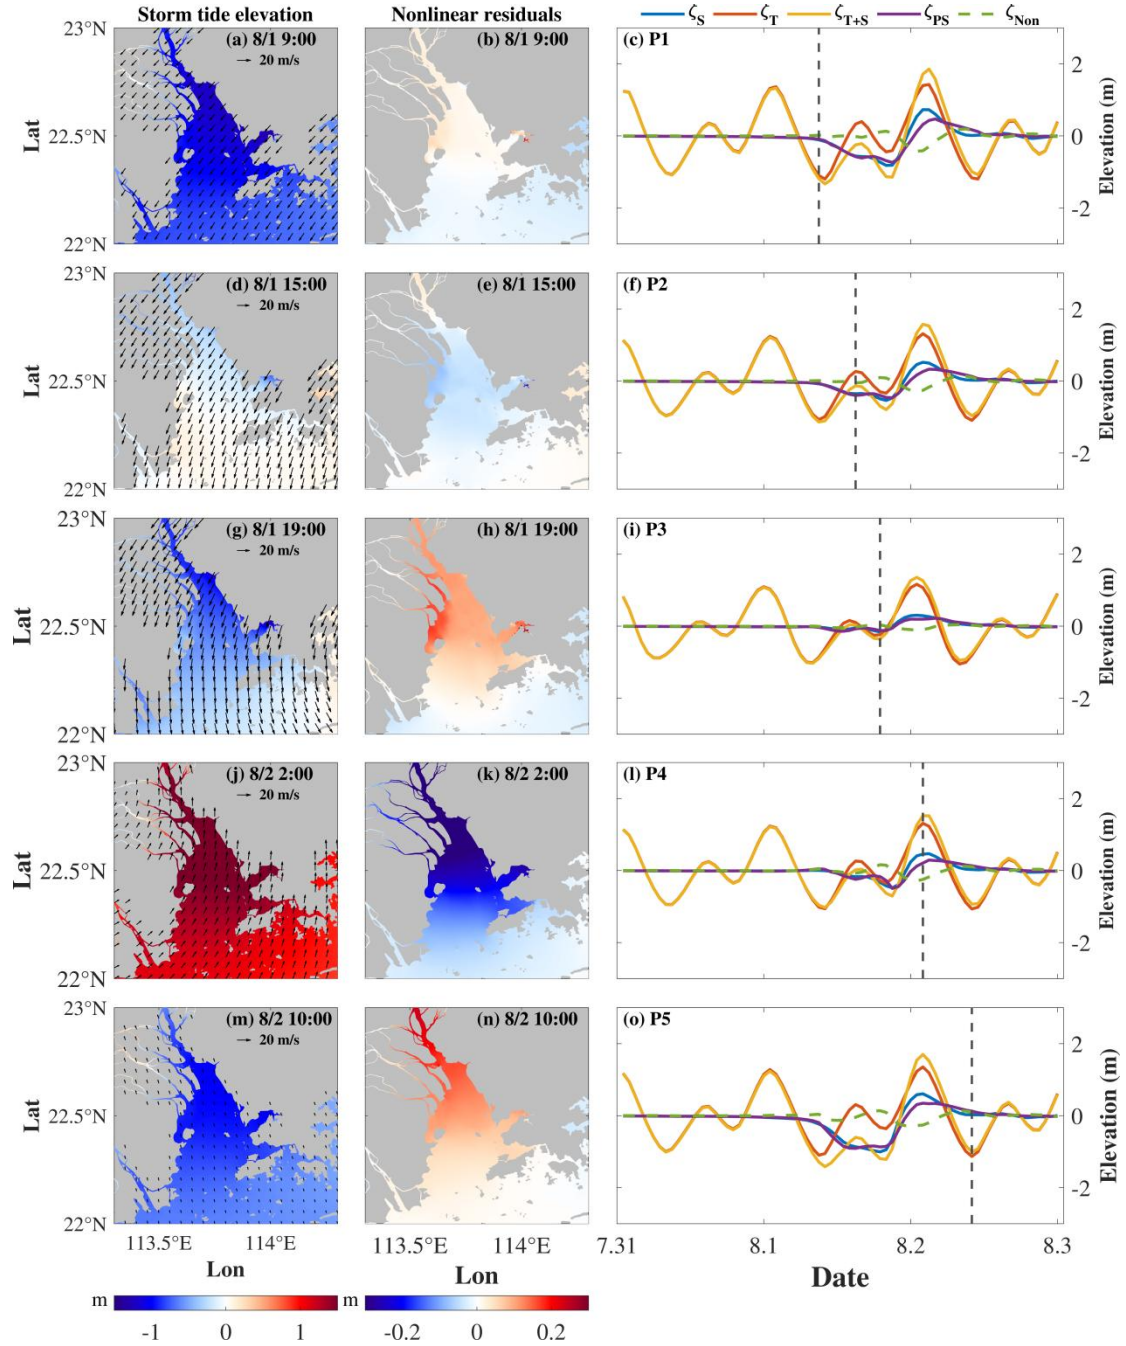 Storm tide elevation
Nonlinear residuals
ζS ζT ζT+S ζPS ζNon
23°N
22.5°N
22°N
Lat
(a) 8/1 9:00
20 m/s
(b) 8/1 9:00
(c) P1
2
0
-2
Elevation (m)
23°N
22.5°N
22°N
Lat
(d) 8/1 15:00
20 m/s
(e) 8/1 15:00
(f) P2
2
0
-2
Elevation (m)
23°N
22.5°N
22°N
Lat
(g) 8/1 19:00
20 m/s
(h) 8/1 19:00
(i) P3
2
0
-2
Elevation (m)
23°N
22.5°N
22°N
Lat
(j) 8/2 2:00
20 m/s
(k) 8/2 2:00
(l) P4
2
0
-2
Elevation (m)
23°N
22.5°N
22°N
Lat
(m) 8/2 10:00
20 m/s
(n) 8/2 10:00
(o) P5
2
0
-2
Elevation (m)
113.5°E 114°E
Lon
113.5°E 114°E
Lon
7.31 8.1 8.2 8.3
Date
m
-1 0 1
m
-0.2 0 0.2